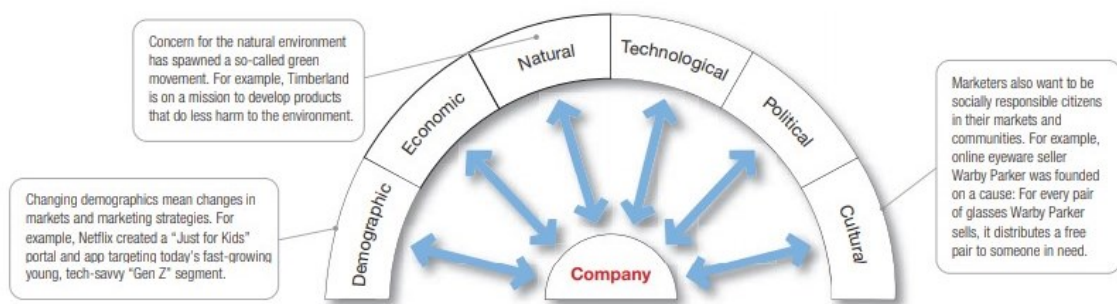 Concern for the natural environment
has spawned a so-called green
movement. For example, Timberland
is on a mission to develop products
that do less harm to the environment.
Changing demographics mean changes in
markets and marketing strategies. For
example, Netflix created a “Just for Kids”
portal and app targeting today’s fast-growing
young, tech-savvy “Gen Z” segment.
Demographic
Economic
Natural
Technological
Political
Cultural
Company
Marketers also want to be
socially responsible citizens
in their markets and
communities. For example,
online eyeware seller
Warby Parker was founded
on a cause: For every pair
of glasses Warby Parker
sells, it distributes a free
pair to someone in need.